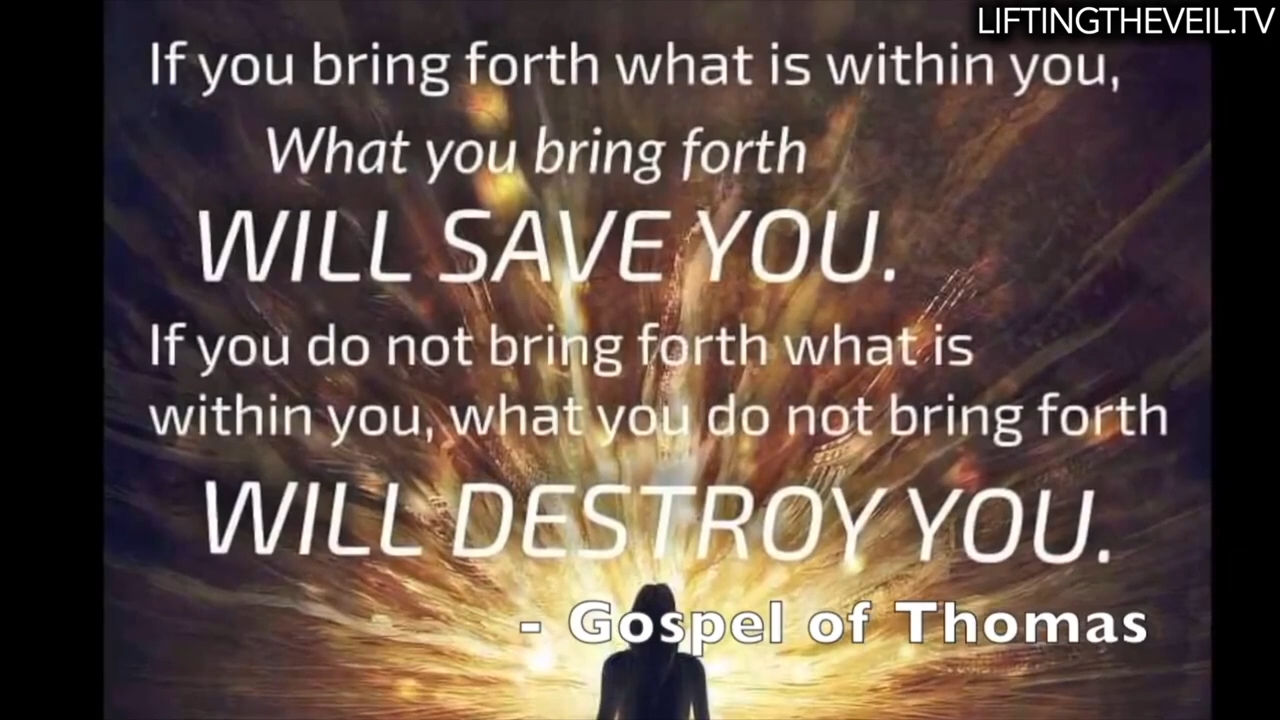 LIFTINGTHEVEIL.TV
If you bring forth what is within you,
What you bring forth
WILL SAVE YOU.
If you do not bring forth what is
within you, what you do not bring forth
WILL DESTROY YOU.
- Gospel of Thomas